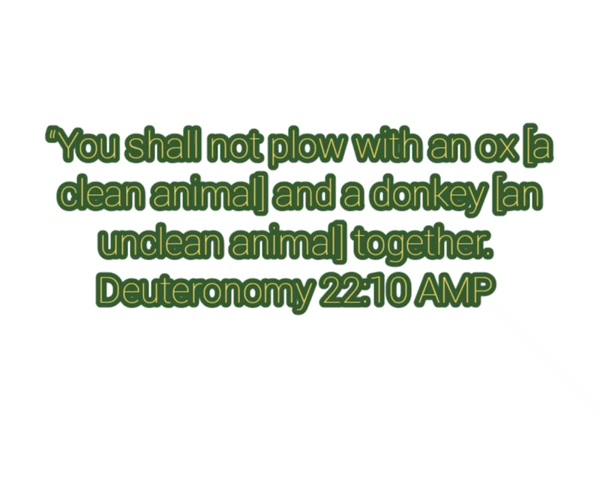 “You shall not plow with an ox [a
clean animal] and a donkey [an
unclean animal] together.
Deuteronomy 22:10 AMP